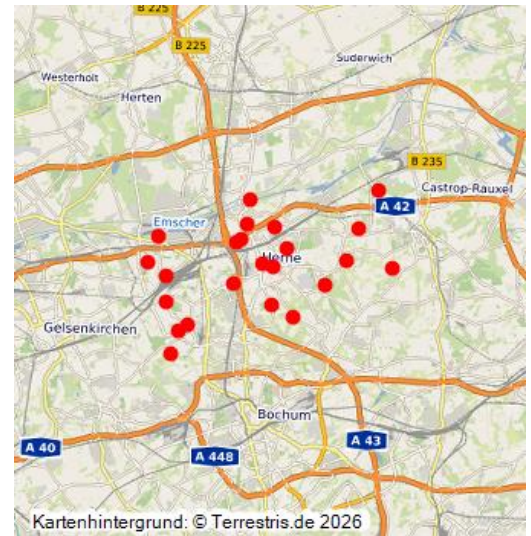 B 225
B 225
Suderwich
Westerholt
Herten
B 235
Castrop-Rauxel
A 42
Emscher
Herne
Gelsenkirchen
Bochum
A 40
A 43
A 448
Kartenhintergrund: © Terrestris.de 2026